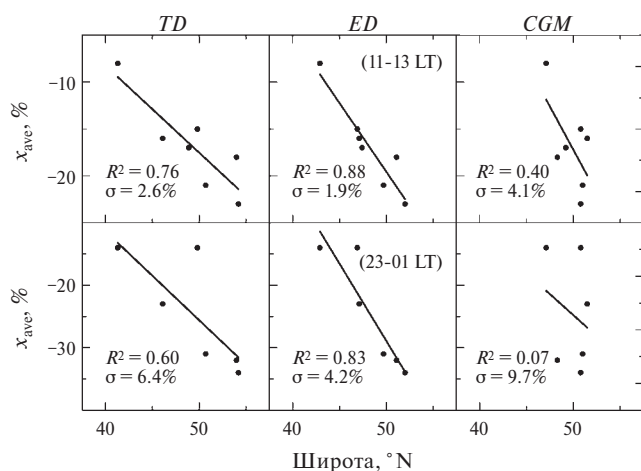 TD ED CGM
(11-13 LT)
−10
−20
x_ave, %
R² = 0.76
σ = 2.6%
R² = 0.88
σ = 1.9%
R² = 0.40
σ = 4.1%
(23-01 LT)
−20
−30
x_ave, %
R² = 0.60
σ = 6.4%
R² = 0.83
σ = 4.2%
R² = 0.07
σ = 9.7%
40 50 40 50 40 50
Широта, °N